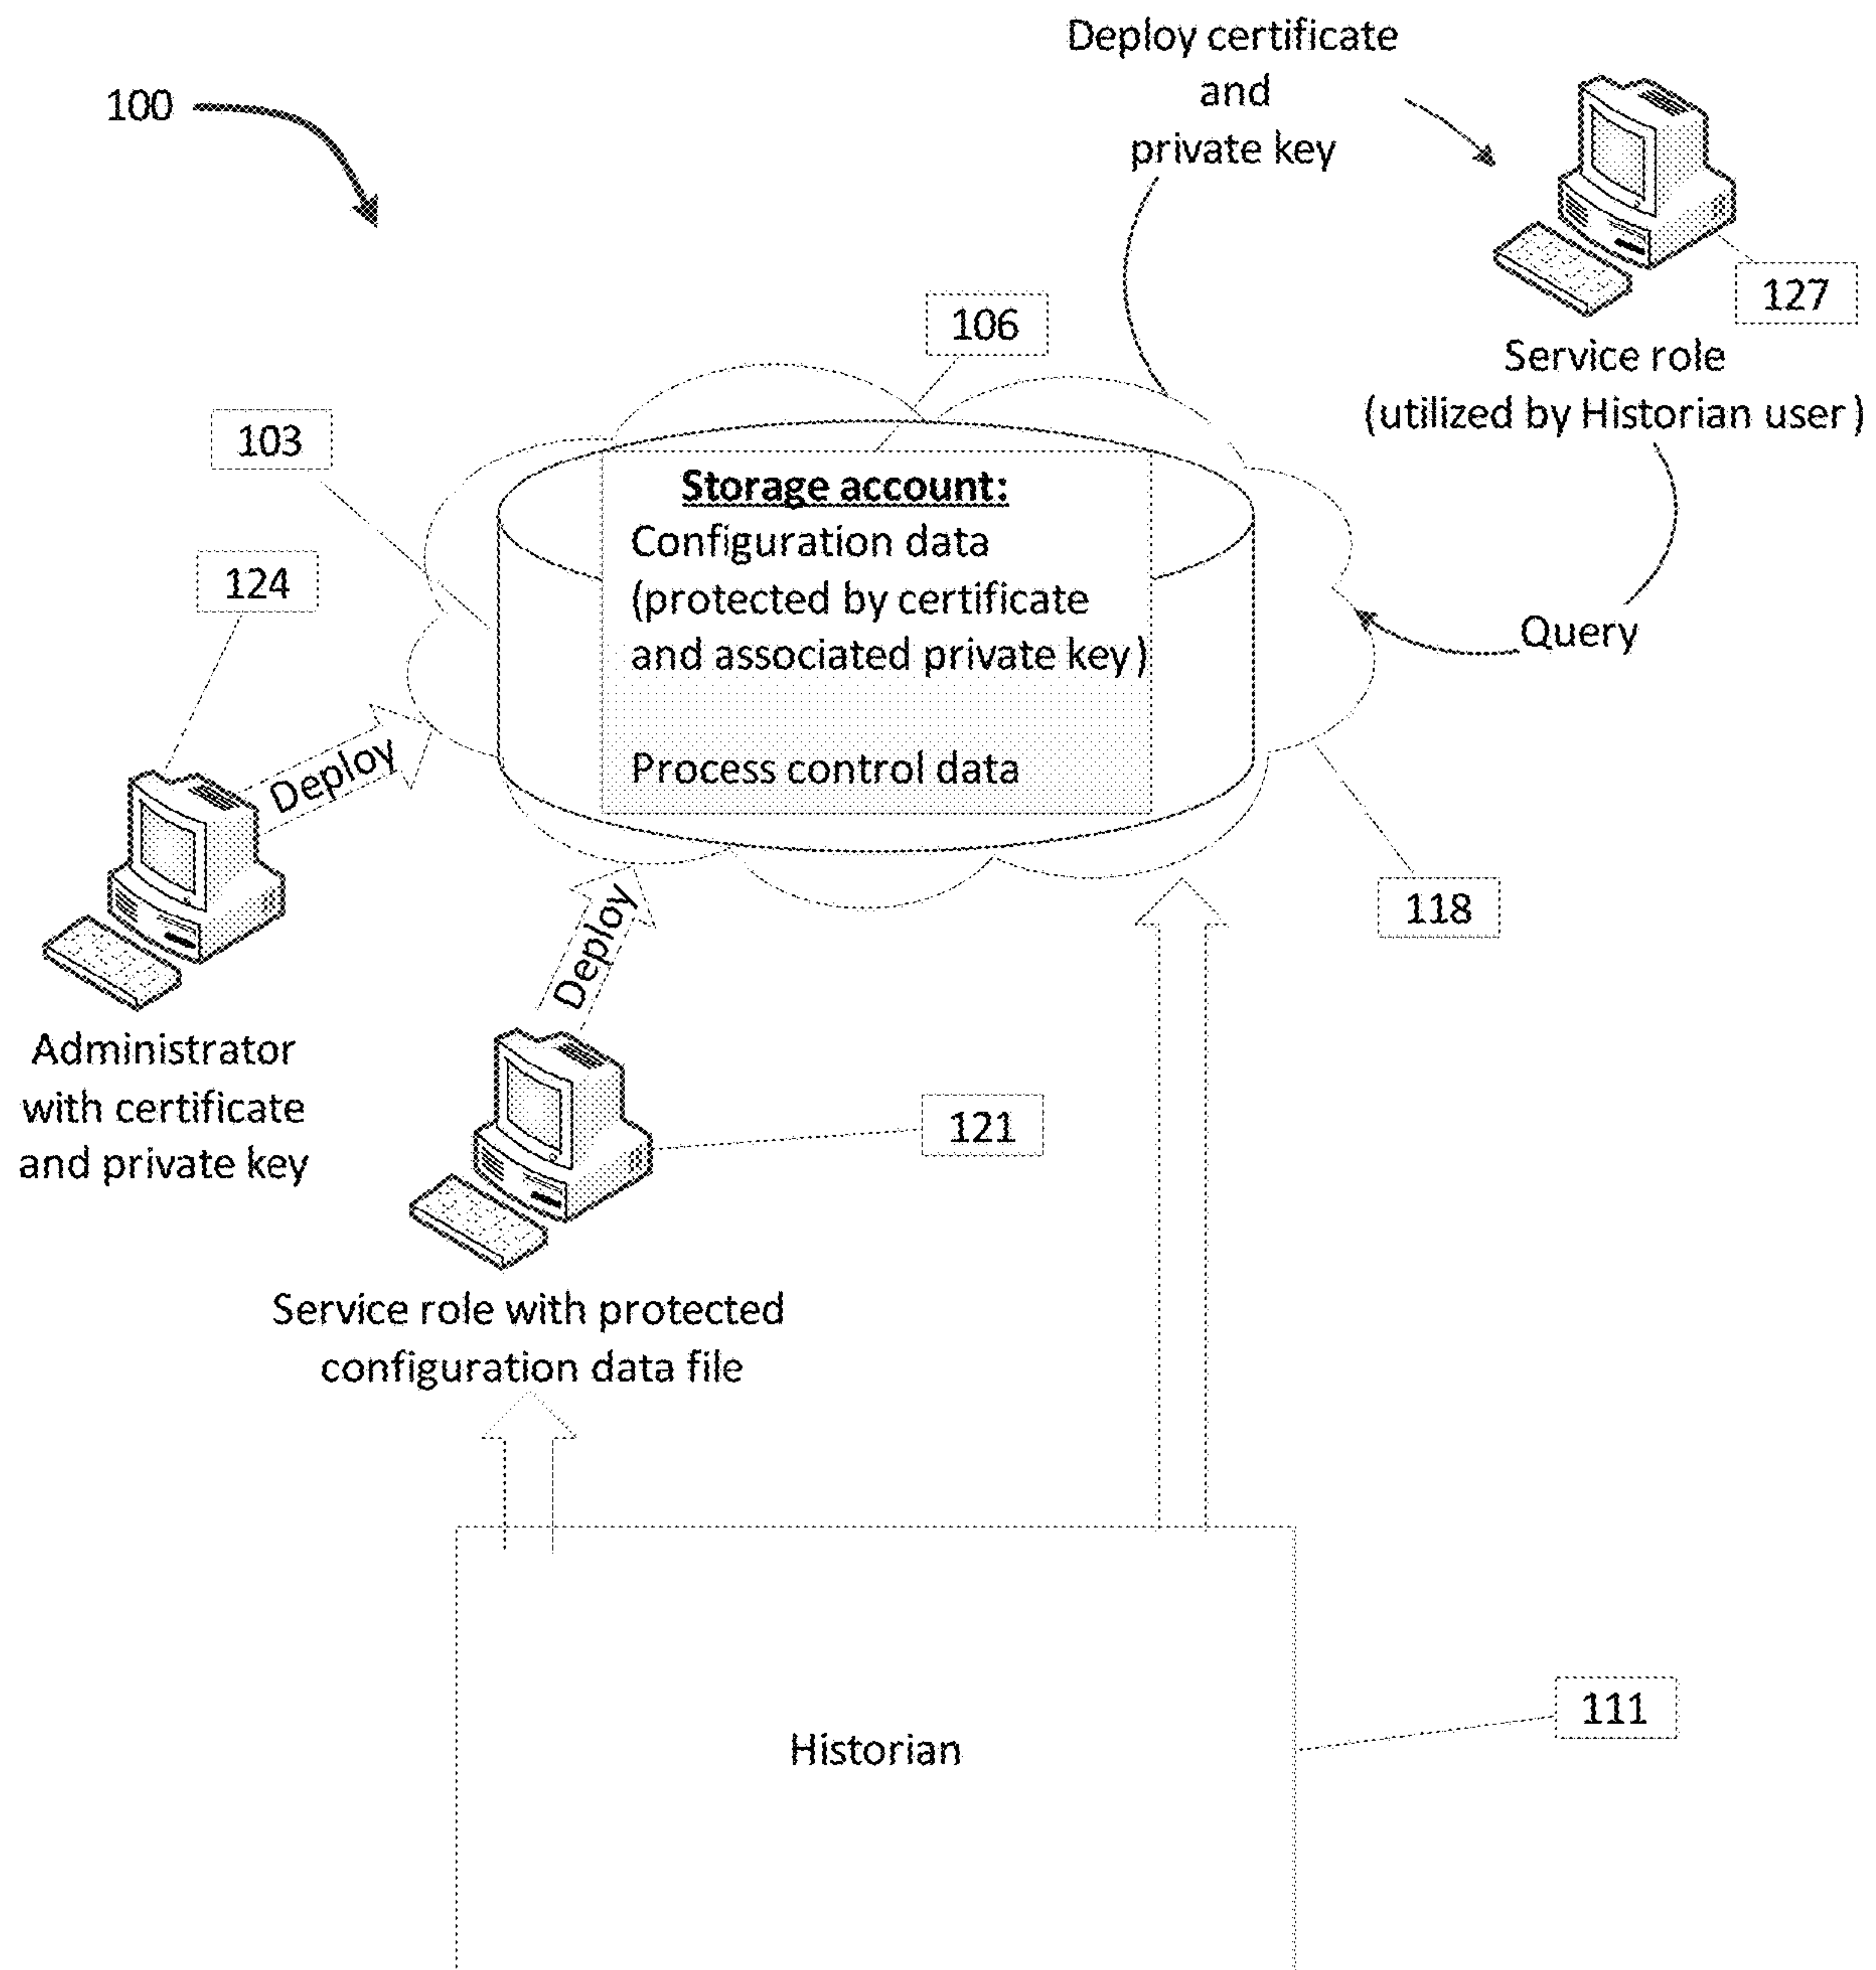 Deploy certificate
and
private key
100
127
106
Service role
(utilized by Historian user)
103
Storage account:
Configuration data
(protected by certificate
and associated private key)
Process control data
124
Query
Deploy
118
Deploy
Administrator
with certificate
and private key
121
Service role with protected
configuration data file
111
Historian